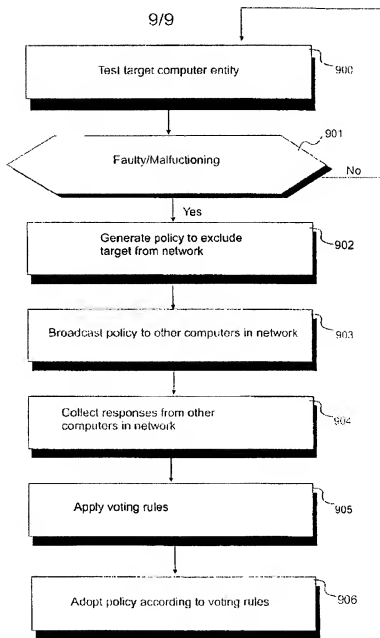 9/9
Test target computer entity
900
Faulty/Malfuctioning
901
No
Yes
Generate policy to exclude
target from network
902
Broadcast policy to other computers in network
903
Collect responses from other
computers in network
904
Apply voting rules
905
Adopt policy according to voting rules
906